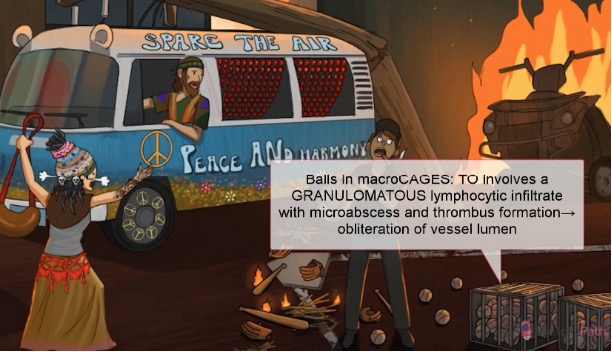 SPARE THE AIR
PEACE AND HARMONY
Balls in macroCAGES: TO involves a
GRANULOMATOUS lymphocytic infiltrate
with microabscess and thrombus formation→
obliteration of vessel lumen
Path